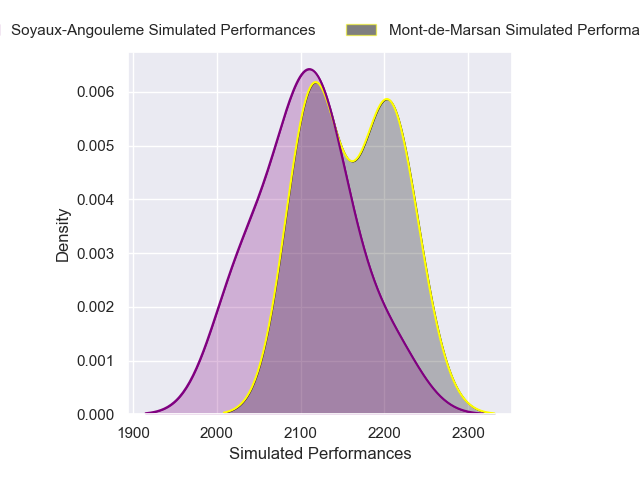 Soyaux-Angouleme Simulated Performances Mont-de-Marsan Simulated Performa
0.006
0.005
0.004
0.003
0.002
0.001
0.000
Density
1900 2000 2100 2200 2300
Simulated Performances